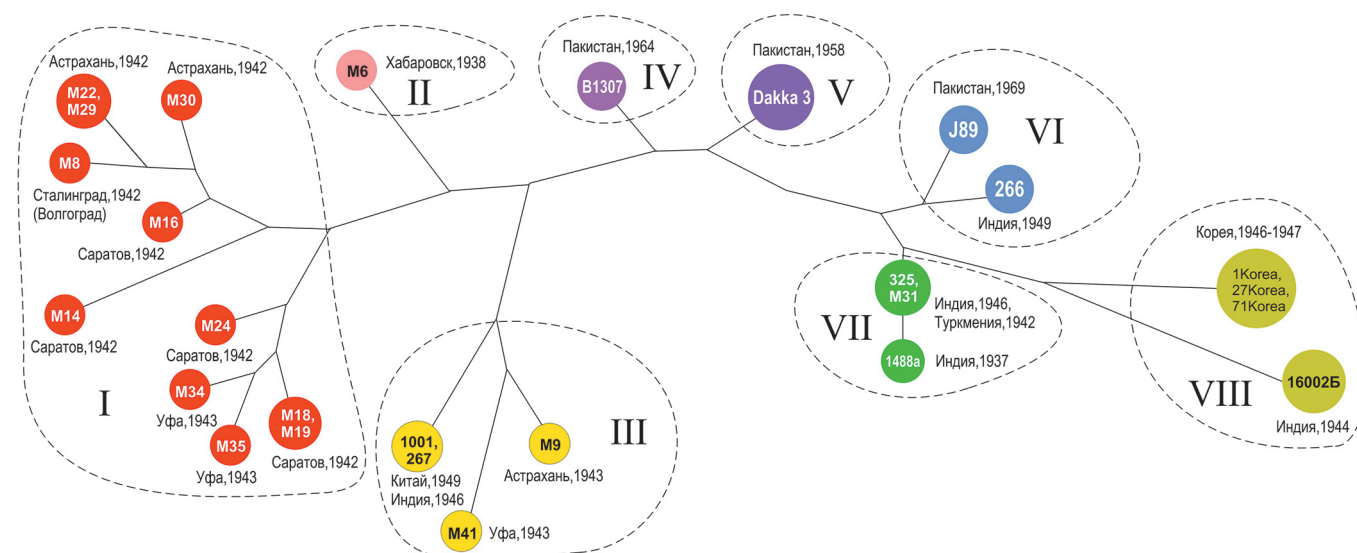 Астрахань,1942
M22,
M29
Астрахань,1942
M30
M8
Сталинград,1942
(Волгоград)
M16
Саратов,1942
M14
Саратов,1942
M24
Саратов,1942
M34
Уфа,1943
M35
Уфа,1943
M18,
M19
Саратов,1942
I
M6
Хабаровск,1938
II
1001,
267
Китай,1949
Индия,1946
M9
Астрахань,1943
M41
Уфа,1943
III
Пакистан,1964
B1307
IV
Пакистан,1958
Dakka 3
V
Пакистан,1969
J89
266
Индия,1949
VI
325,
M31
Индия,1946,
Туркмения,1942
1488a
Индия,1937
VII
Корея,1946-1947
1Korea,
27Korea,
71Korea
16002Б
Индия,1944
VIII